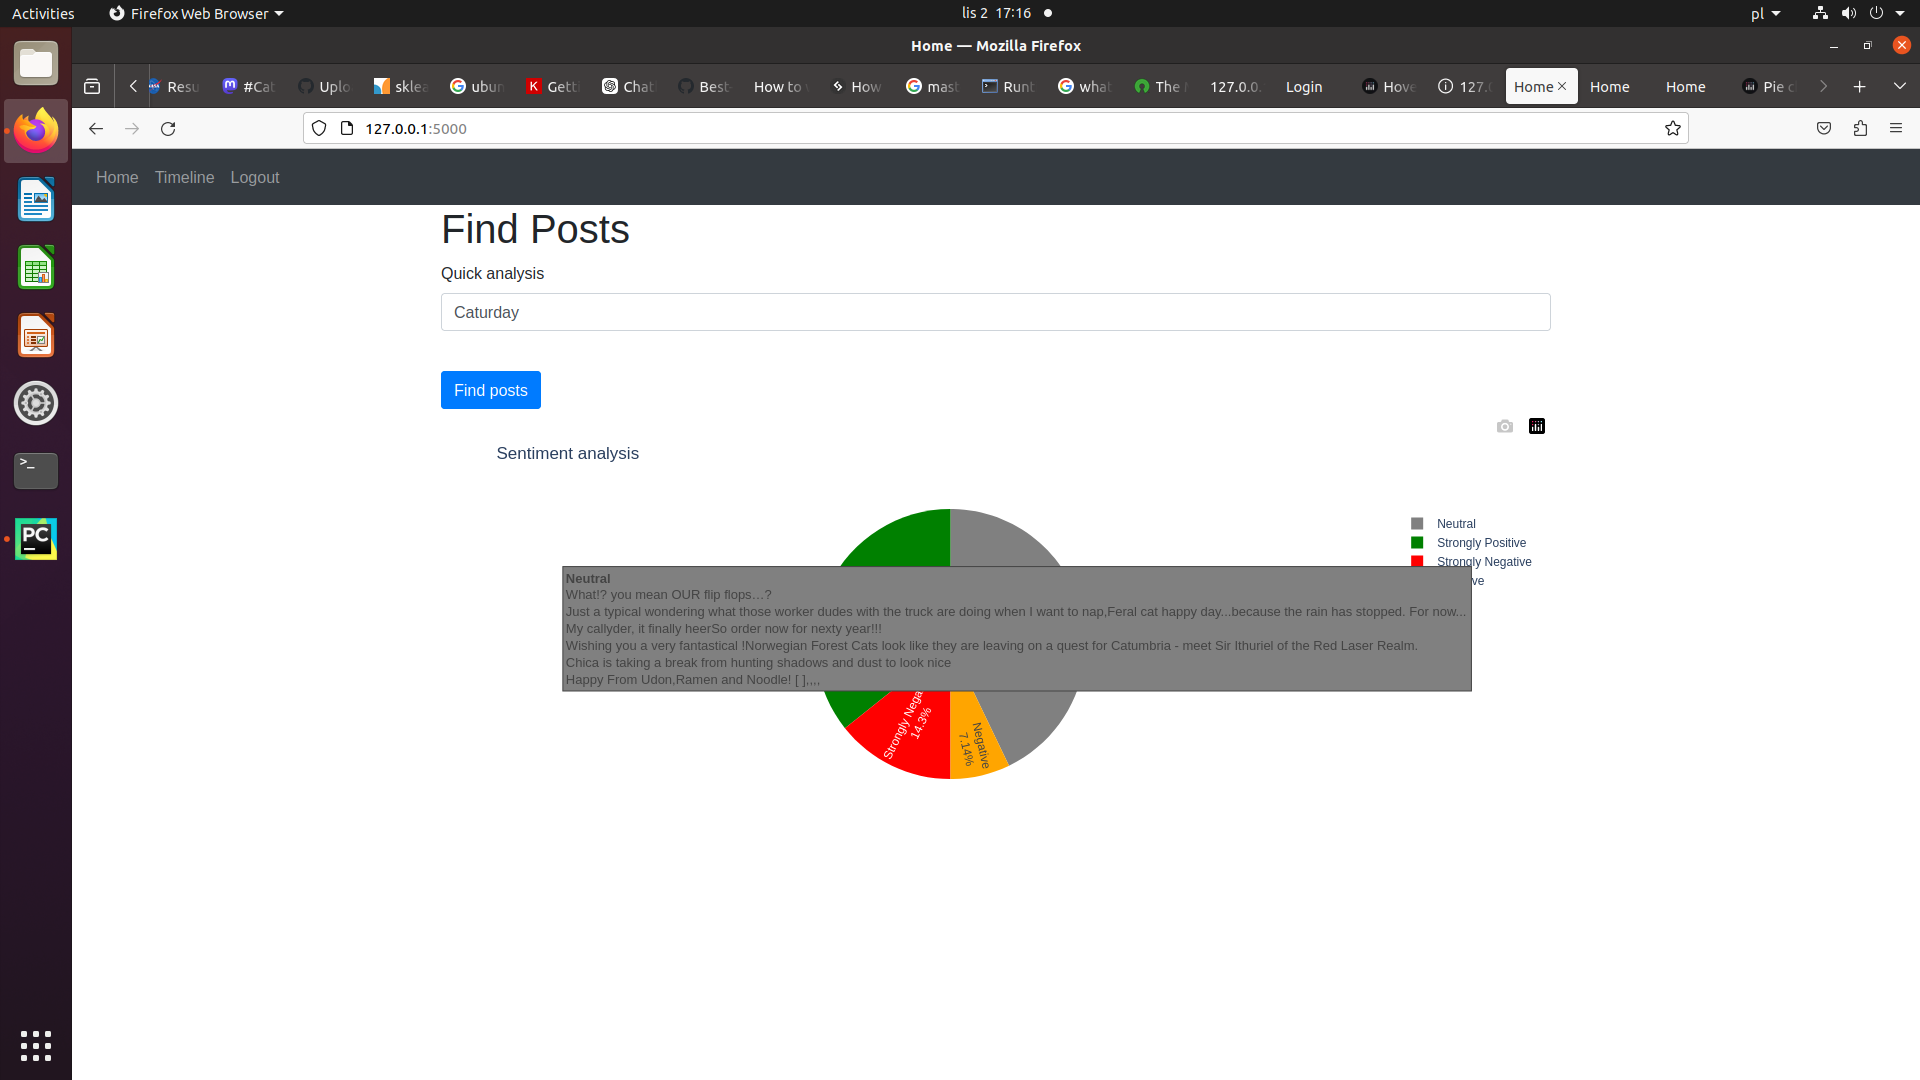 Activities
Firefox Web Browser
lis 2 17:16
pl
Home — Mozilla Firefox
Resu
#Cat
Uplo
sklea
ubun
Getti
Chat
Best-
How to
How
mast
Runt
what
The
127.0.0.
Login
Hove
127.0
Home
Home
Home
Pie c
127.0.0.1:5000
Home
Timeline
Logout
Find Posts
Quick analysis
Caturday
Find posts
Sentiment analysis
Neutral
Strongly Positive
Strongly Negative
ve
Neutral
What!? you mean OUR flip flops…?
Just a typical wondering what those worker dudes with the truck are doing when I want to nap,Feral cat happy day...because the rain has stopped. For now...
My callyder, it finally heerSo order now for nexty year!!!
Wishing you a very fantastical !Norwegian Forest Cats look like they are leaving on a quest for Catumbria - meet Sir Ithuriel of the Red Laser Realm.
Chica is taking a break from hunting shadows and dust to look nice
Happy From Udon,Ramen and Noodle! [ ],,,,
Strongly Nega
14.3%
Negative
7.14%
>_
PC